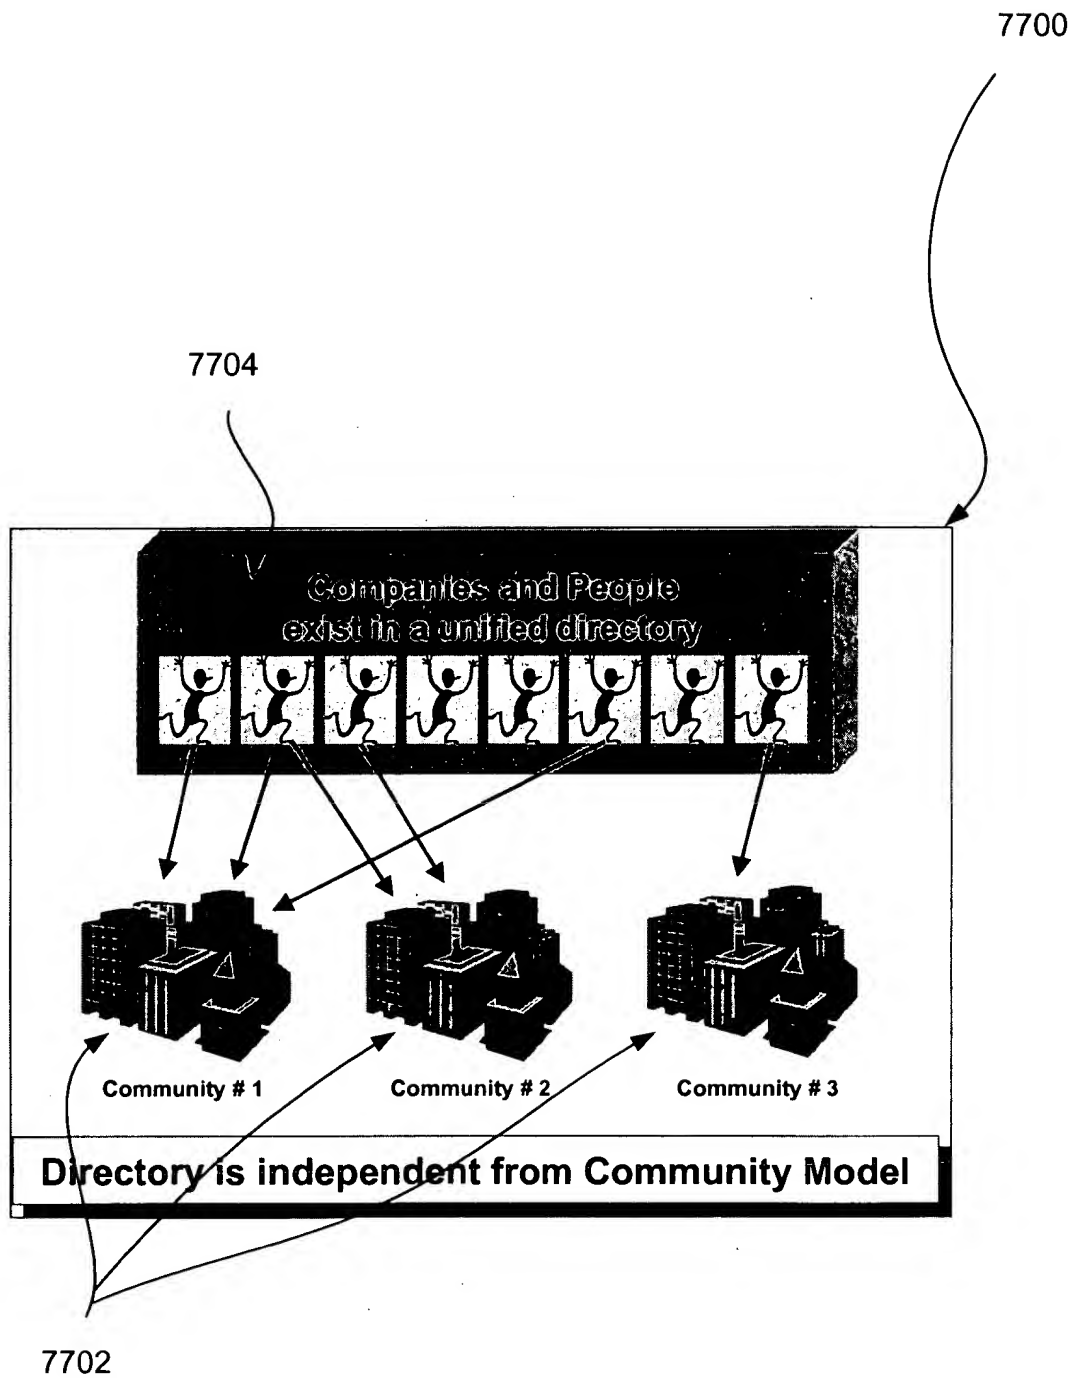 7700
7704
Companies and People
exist in a unified directory
Community # 1
Community # 2
Community # 3
Directory is independent from Community Model
7702